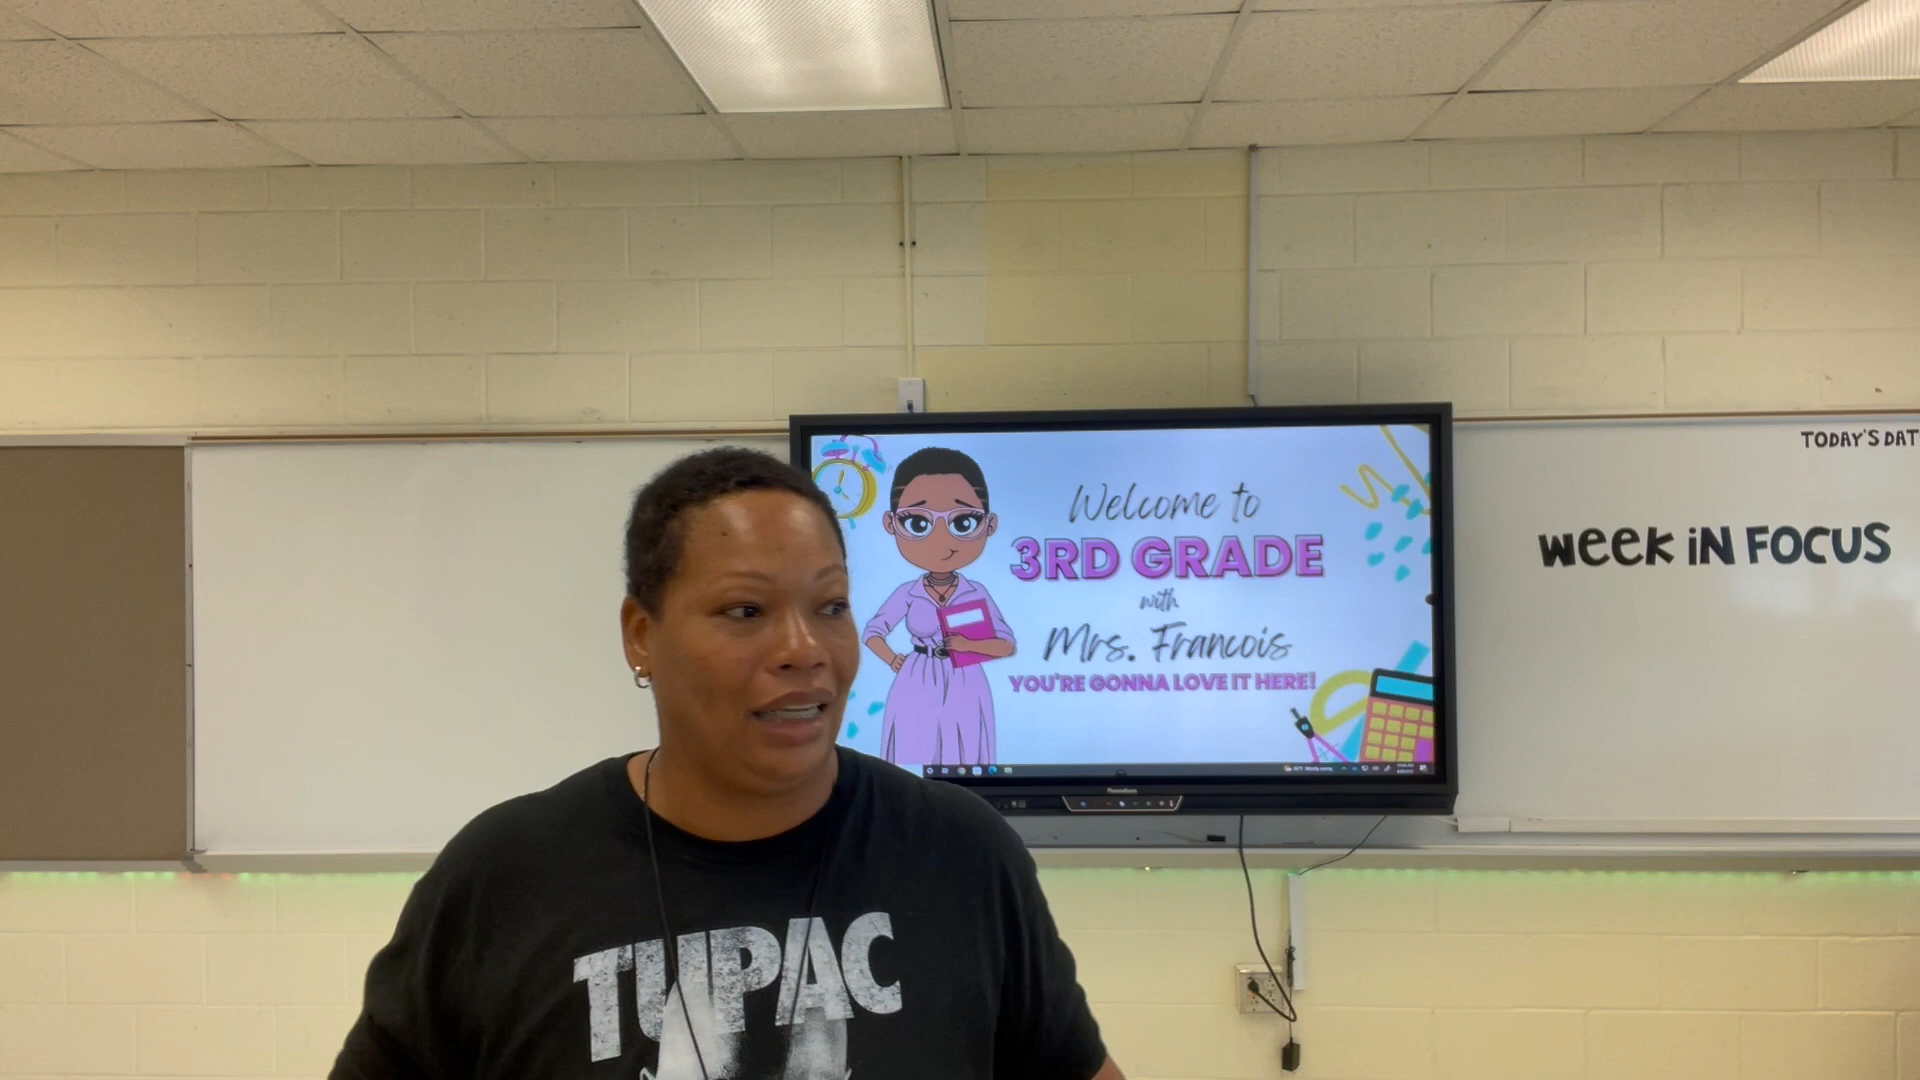 Welcome to
3RD GRADE
with
Mrs. Francois
YOU'RE GONNA LOVE IT HERE!
TODAY'S DAT
WEEK iN FOCUS
TUPAC